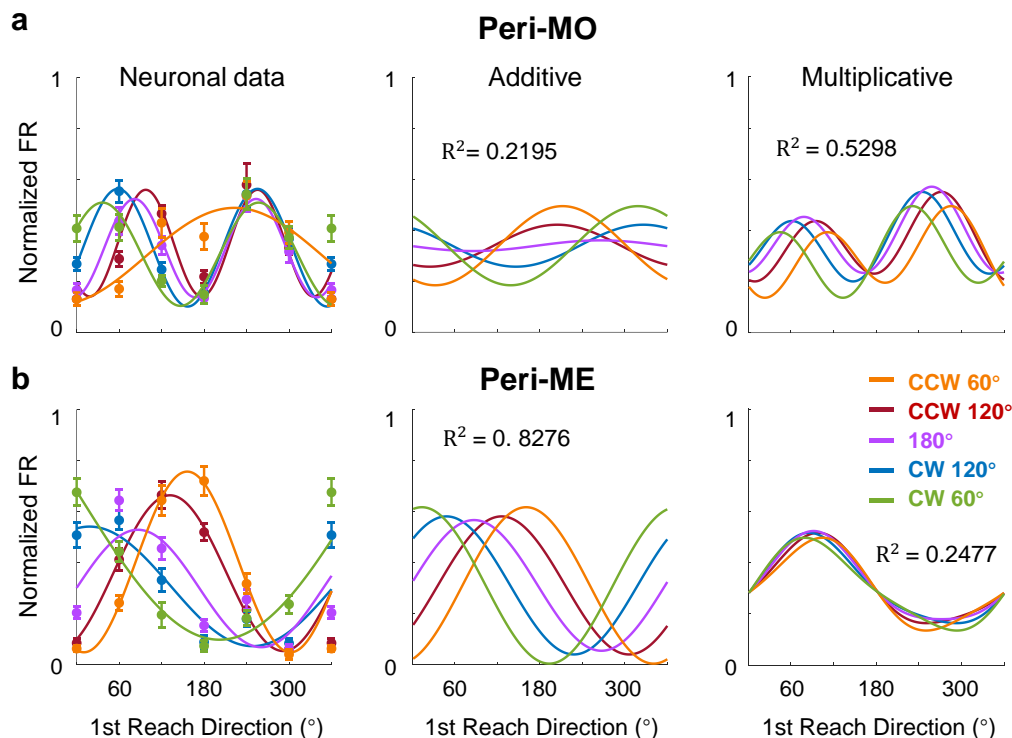 a
Peri-MO
Neuronal data
Additive
Multiplicative
1
1
1
Normalized FR
R²= 0.2195
R² = 0.5298
0
0
0
b
Peri-ME
CCW 60°
CCW 120°
180°
CW 120°
CW 60°
1
1
1
Normalized FR
R² = 0. 8276
R² = 0.2477
0
0
0
60 180 300
60 180 300
60 180 300
1st Reach Direction (°)
1st Reach Direction (°)
1st Reach Direction (°)